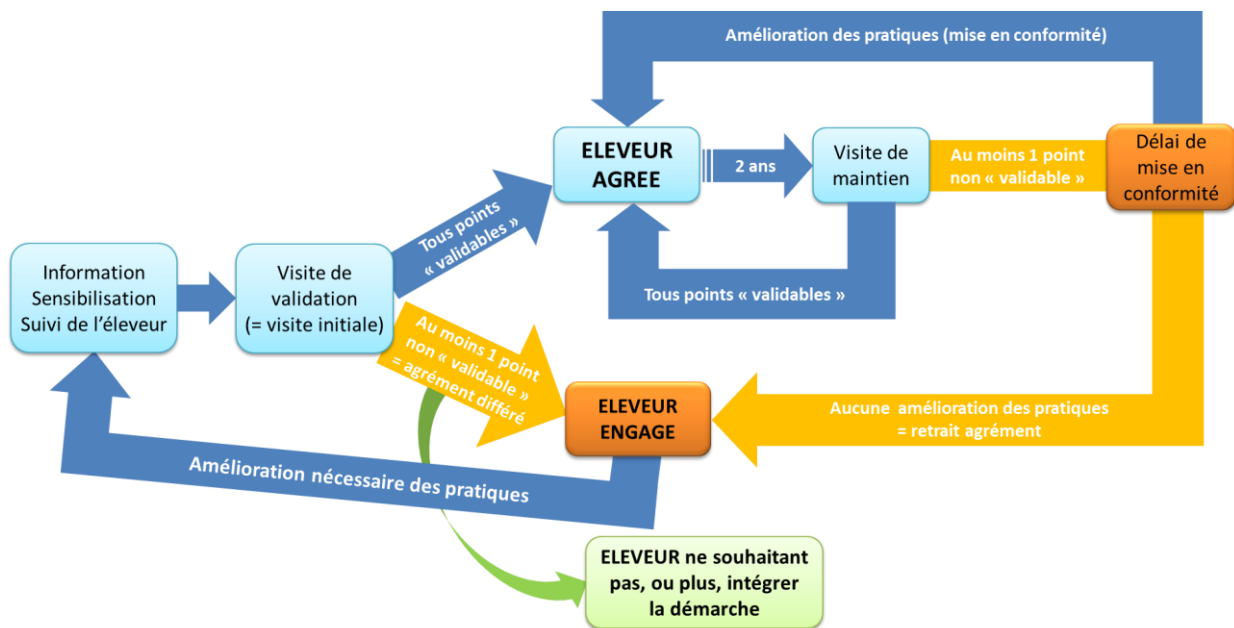 Amélioration des pratiques (mise en conformité)
ELEVEUR
AGREE
2 ans
Visite de
maintien
Au moins 1 point
non « validable »
Délai de
mise en
conformité
Tous points
« validables »
Tous points « validables »
Information
Sensibilisation
Suivi de l'éleveur
Visite de
validation
(= visite initiale)
Au moins 1 point
non « validable »
= agrément différé
ELEVEUR
ENGAGE
Aucune amélioration des pratiques
= retrait agrément
Amélioration nécessaire des pratiques
ELEVEUR ne souhaitant
pas, ou plus, intégrer
la démarche